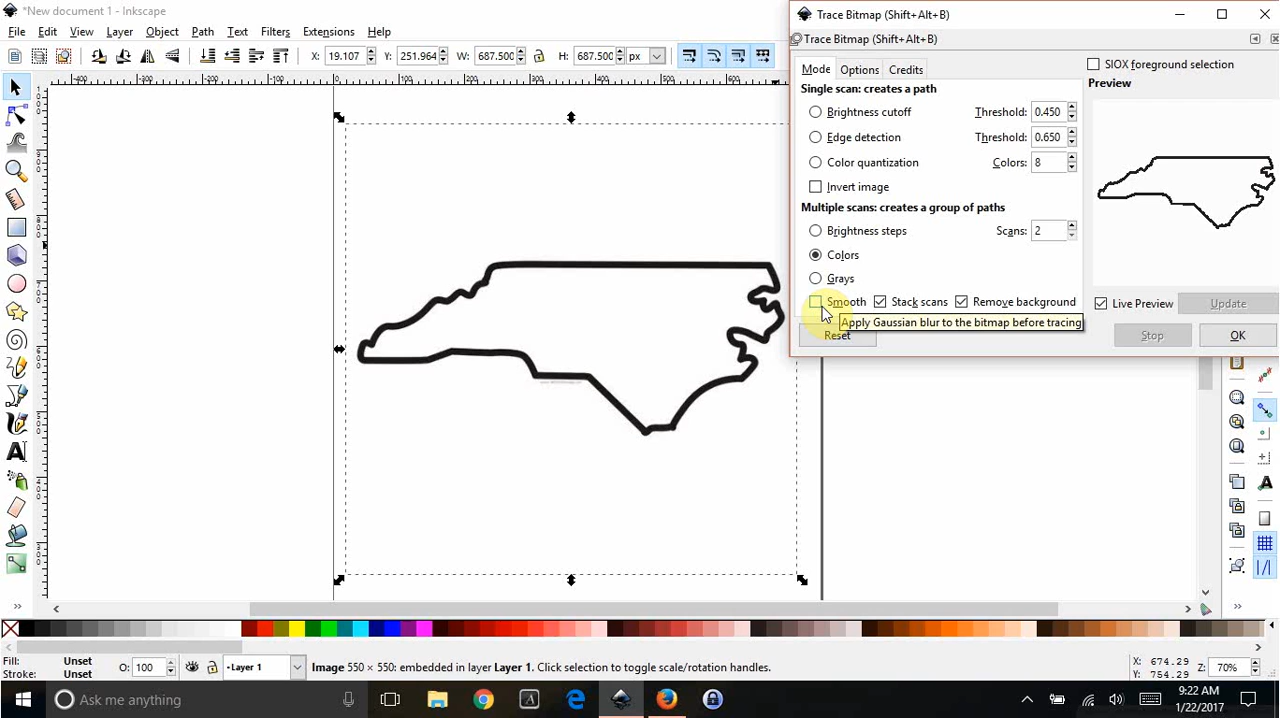 *New document 1 - Inkscape
File Edit View Layer Object Path Text Filters Extensions Help
X: 19.107 Y: 251.964 W: 687.500 H: 687.500 px
Trace Bitmap (Shift+Alt+B)
Trace Bitmap (Shift+Alt+B)
Mode Options Credits
SIOX foreground selection
Single scan: creates a path
Preview
Brightness cutoff Threshold: 0.450
Edge detection Threshold: 0.650
Color quantization Colors: 8
Invert image
Multiple scans: creates a group of paths
Brightness steps Scans: 2
Colors
Grays
Smooth Stack scans Remove background
Live Preview Update
Apply Gaussian blur to the bitmap before tracing
Reset Stop OK
Fill: Unset
Stroke: Unset
O: 100
-Layer 1
Image 550 × 550: embedded in layer Layer 1. Click selection to toggle scale/rotation handles.
X: 674.29
Y: 754.29
Z: 70%
Ask me anything
9:22 AM
1/22/2017